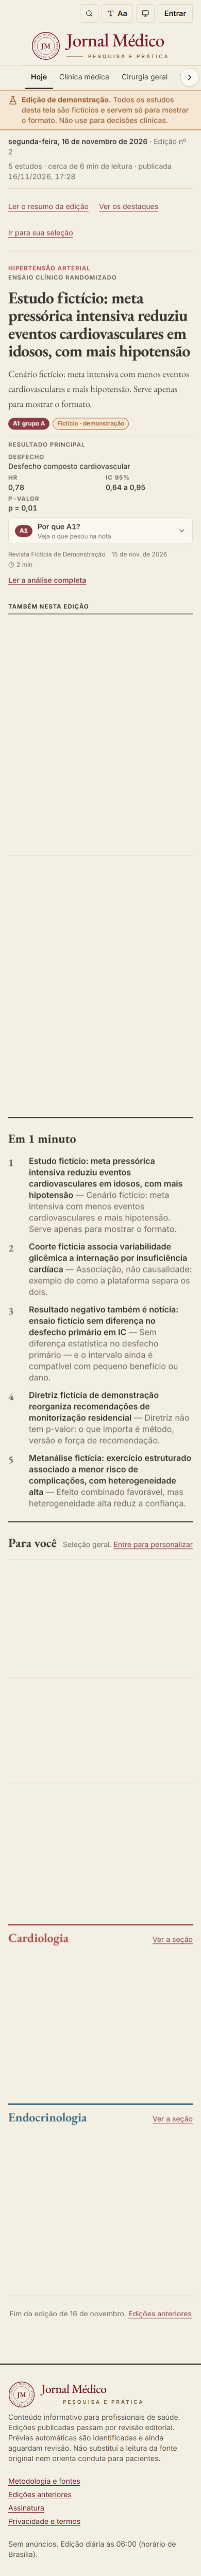 Aa
Entrar
JM
Jornal Médico
PESQUISA E PRÁTICA
Hoje Clínica médica Cirurgia geral
Edição de demonstração. Todos os estudos
desta tela são fictícios e servem só para mostrar
o formato. Não use para decisões clínicas.
segunda-feira, 16 de novembro de 2026 · Edição nº
2
5 estudos · cerca de 6 min de leitura · publicada
16/11/2026, 17:28
Ler o resumo da edição Ver os destaques
Ir para sua seleção
HIPERTENSÃO ARTERIAL
ENSAIO CLÍNICO RANDOMIZADO
Estudo fictício: meta
pressórica intensiva reduziu
eventos cardiovasculares em
idosos, com mais hipotensão
Cenário fictício: meta intensiva com menos eventos
cardiovasculares e mais hipotensão. Serve apenas
para mostrar o formato.
A1 grupo A Fictício · demonstração
RESULTADO PRINCIPAL
DESFECHO
Desfecho composto cardiovascular
HR IC 95%
0,78 0,64 a 0,95
P-VALOR
p = 0,01
A1 Por que A1?
Veja o que pesou na nota
Revista Fictícia de Demonstração 15 de nov. de 2026
2 min
Ler a análise completa
TAMBÉM NESTA EDIÇÃO
Em 1 minuto
1 Estudo fictício: meta pressórica
intensiva reduziu eventos
cardiovasculares em idosos, com mais
hipotensão — Cenário fictício: meta
intensiva com menos eventos
cardiovasculares e mais hipotensão.
Serve apenas para mostrar o formato.
2 Coorte fictícia associa variabilidade
glicêmica a internação por insuficiência
cardíaca — Associação, não causalidade:
exemplo de como a plataforma separa os
dois.
3 Resultado negativo também é notícia:
ensaio fictício sem diferença no
desfecho primário em IC — Sem
diferença estatística no desfecho
primário — e o intervalo ainda é
compatível com pequeno benefício ou
dano.
4 Diretriz fictícia de demonstração
reorganiza recomendações de
monitorização residencial — Diretriz não
tem p-valor: o que importa é método,
versão e força de recomendação.
5 Metanálise fictícia: exercício estruturado
associado a menor risco de
complicações, com heterogeneidade
alta — Efeito combinado favorável, mas
heterogeneidade alta reduz a confiança.
Para você Seleção geral. Entre para personalizar
Cardiologia Ver a seção
Endocrinologia Ver a seção
Fim da edição de 16 de novembro. Edições anteriores
JM
Jornal Médico
PESQUISA E PRÁTICA
Conteúdo informativo para profissionais de saúde.
Edições publicadas passam por revisão editorial.
Prévias automáticas são identificadas e ainda
aguardam revisão. Não substitui a leitura da fonte
original nem orienta conduta para pacientes.
Metodologia e fontes
Edições anteriores
Assinatura
Privacidade e termos
Sem anúncios. Edição diária às 06:00 (horário de
Brasília).